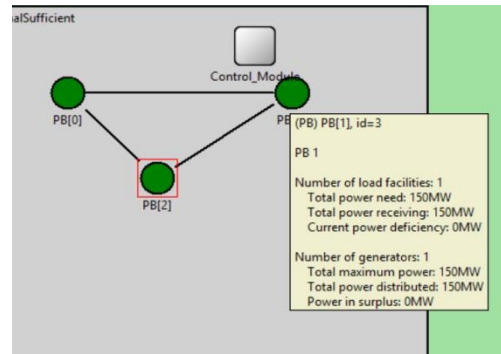 alSufficient
Control_Module
PB[0]
PB
PB[2]
(PB) PB[1], id=3
PB 1
Number of load facilities: 1
Total power need: 150MW
Total power receiving: 150MW
Current power deficiency: 0MW
Number of generators: 1
Total maximum power: 150MW
Total power distributed: 150MW
Power in surplus: 0MW